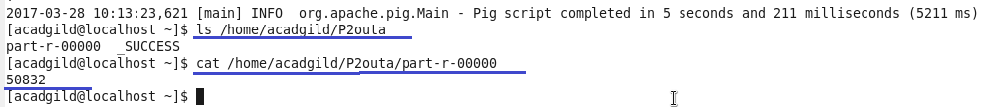 2017-03-28 10:13:23,621 [main] INFO  org.apache.pig.Main - Pig script completed in 5 seconds and 211 milliseconds (5211 ms)
[acadgild@localhost ~]$ ls /home/acadgild/P2outa
part-r-00000  _SUCCESS
[acadgild@localhost ~]$ cat /home/acadgild/P2outa/part-r-00000
50832
[acadgild@localhost ~]$